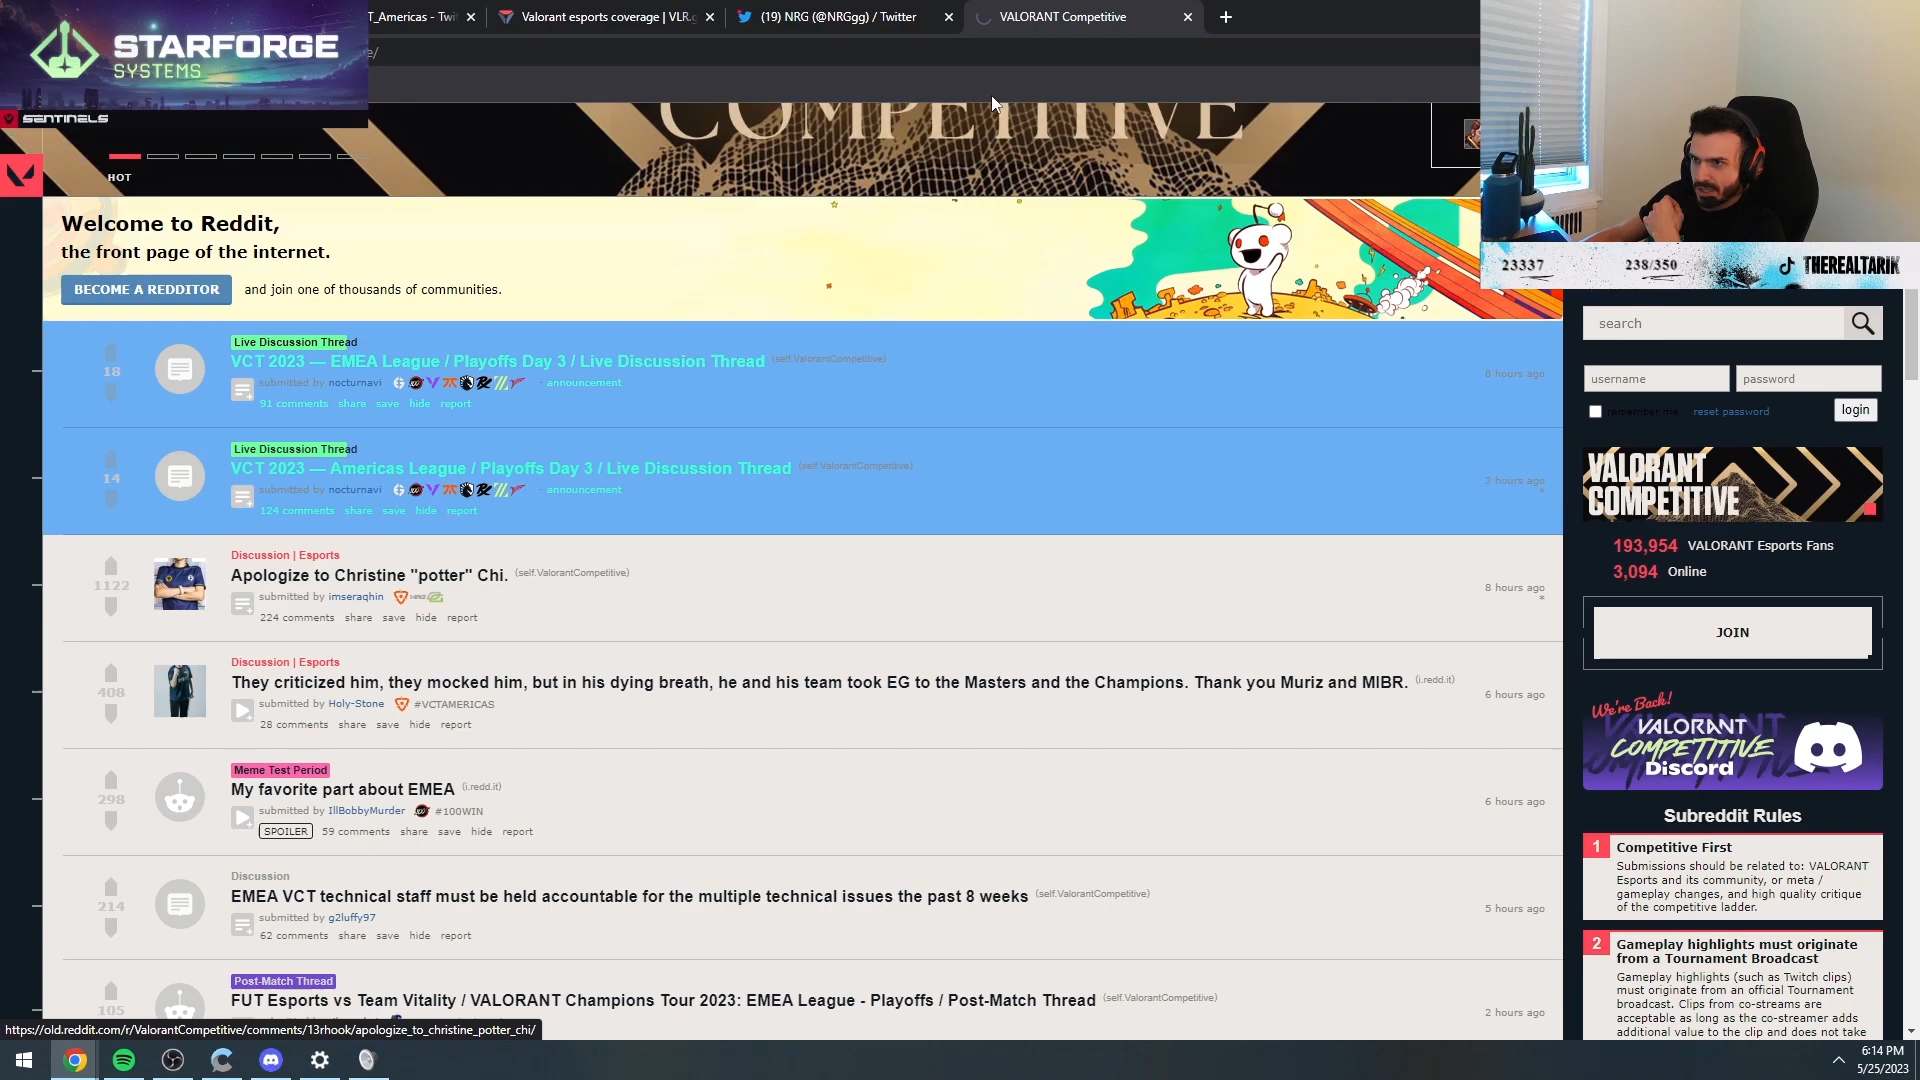 T_Americas - Twi
Valorant esports coverage | VLR.g
(19) NRG (@NRGgg) / Twitter
VALORANT Competitive
STARFORGE
SYSTEMS
e/
SENTINELS
COMPETITIVE
HOT
Welcome to Reddit,
the front page of the internet.
BECOME A REDDITOR and join one of thousands of communities.
23337 238/350 THEREALTARIK
18
Live Discussion Thread
VCT 2023 — EMEA League / Playoffs Day 3 / Live Discussion Thread (self.ValorantCompetitive)
submitted by nocturnavi - announcement
91 comments share save hide report
6 hours ago
14
Live Discussion Thread
VCT 2023 — Americas League / Playoffs Day 3 / Live Discussion Thread (self.ValorantCompetitive)
submitted by nocturnavi - announcement
124 comments share save hide report
3 hours ago
*
1122
Discussion | Esports
Apologize to Christine "potter" Chi. (self.ValorantCompetitive)
submitted by imseraqhin
224 comments share save hide report
8 hours ago
*
408
Discussion | Esports
They criticized him, they mocked him, but in his dying breath, he and his team took EG to the Masters and the Champions. Thank you Muriz and MIBR. (i.redd.it)
submitted by Holy-Stone #VCTAMERICAS
28 comments share save hide report
6 hours ago
298
Meme Test Period
My favorite part about EMEA (i.redd.it)
submitted by IllBobbyMurder #100WIN
SPOILER 59 comments share save hide report
6 hours ago
214
Discussion
EMEA VCT technical staff must be held accountable for the multiple technical issues the past 8 weeks (self.ValorantCompetitive)
submitted by g2luffy97
62 comments share save hide report
5 hours ago
105
Post-Match Thread
FUT Esports vs Team Vitality / VALORANT Champions Tour 2023: EMEA League - Playoffs / Post-Match Thread (self.ValorantCompetitive)
2 hours ago
https://old.reddit.com/r/ValorantCompetitive/comments/13rhook/apologize_to_christine_potter_chi/
search
username password
remember me reset password login
VALORANT
COMPETITIVE
193,954 VALORANT Esports Fans
3,094 Online
JOIN
We're Back!
VALORANT
COMPETITIVE
Discord
Subreddit Rules
1 Competitive First
Submissions should be related to: VALORANT
Esports and its community, or meta /
gameplay changes, and high quality critique
of the competitive ladder.
2 Gameplay highlights must originate
from a Tournament Broadcast
Gameplay highlights (such as Twitch clips)
must originate from an official Tournament
broadcast. Clips from co-streams are
acceptable as long as the co-streamer adds
additional value to the clip and does not take
6:14 PM
5/25/2023